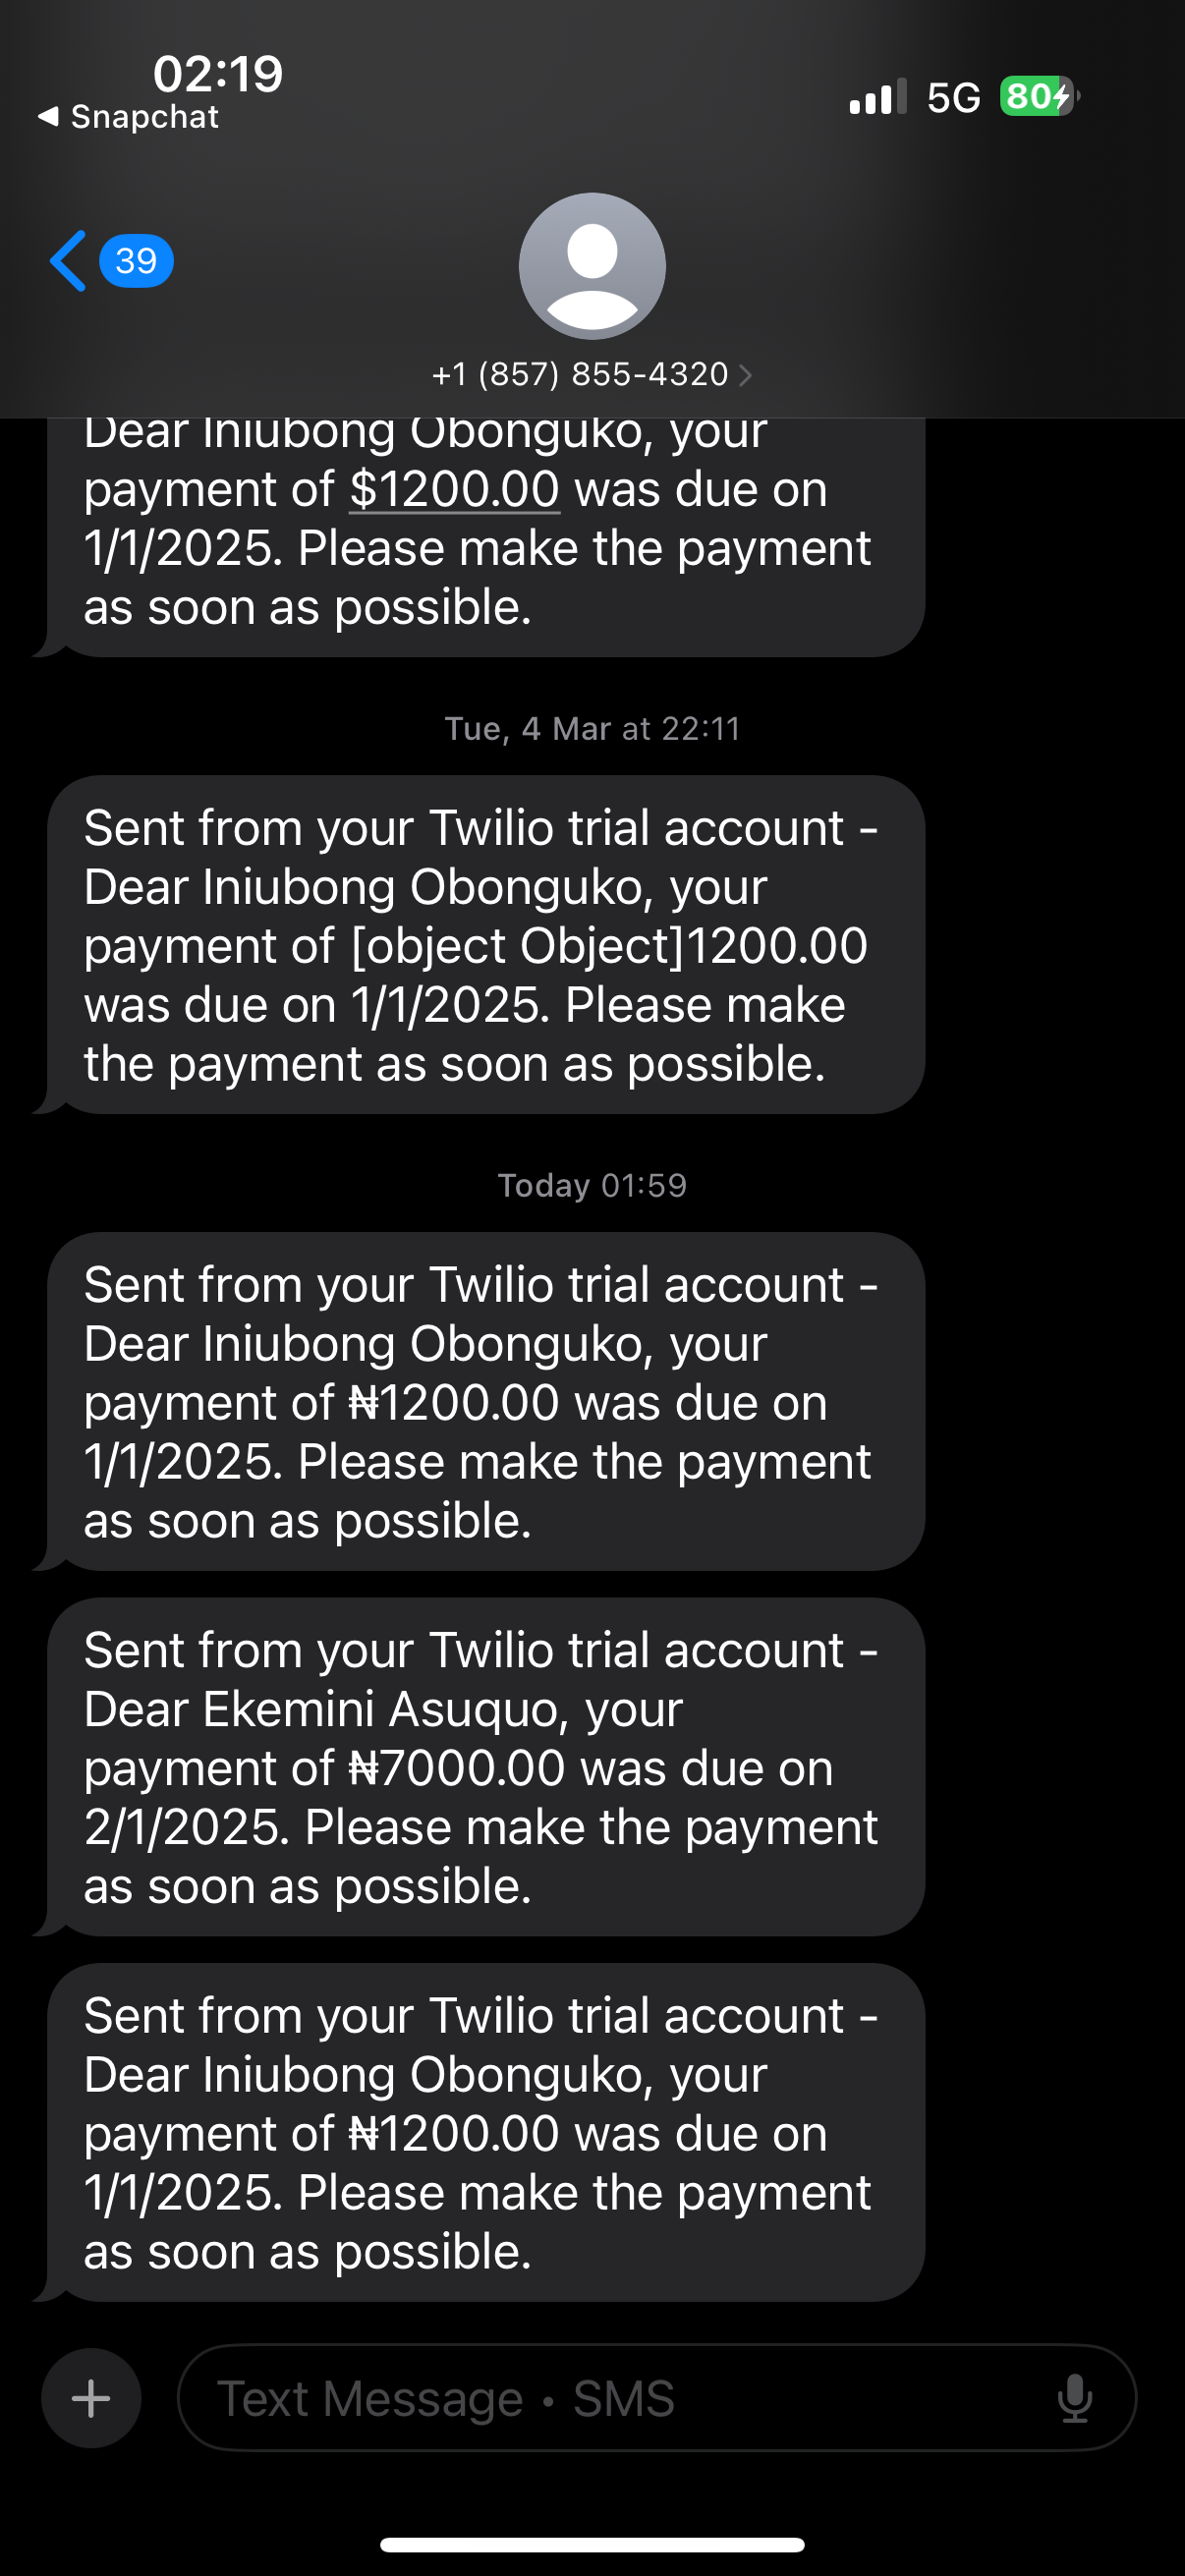 02:19
Snapchat
5G
80
39
+1 (857) 855-4320
Dear Iniubong Obonguko, your
payment of $1200.00 was due on
1/1/2025. Please make the payment
as soon as possible.
Tue, 4 Mar at 22:11
Sent from your Twilio trial account -
Dear Iniubong Obonguko, your
payment of [object Object]1200.00
was due on 1/1/2025. Please make
the payment as soon as possible.
Today 01:59
Sent from your Twilio trial account -
Dear Iniubong Obonguko, your
payment of ₦1200.00 was due on
1/1/2025. Please make the payment
as soon as possible.
Sent from your Twilio trial account -
Dear Ekemini Asuquo, your
payment of ₦7000.00 was due on
2/1/2025. Please make the payment
as soon as possible.
Sent from your Twilio trial account -
Dear Iniubong Obonguko, your
payment of ₦1200.00 was due on
1/1/2025. Please make the payment
as soon as possible.
Text Message • SMS